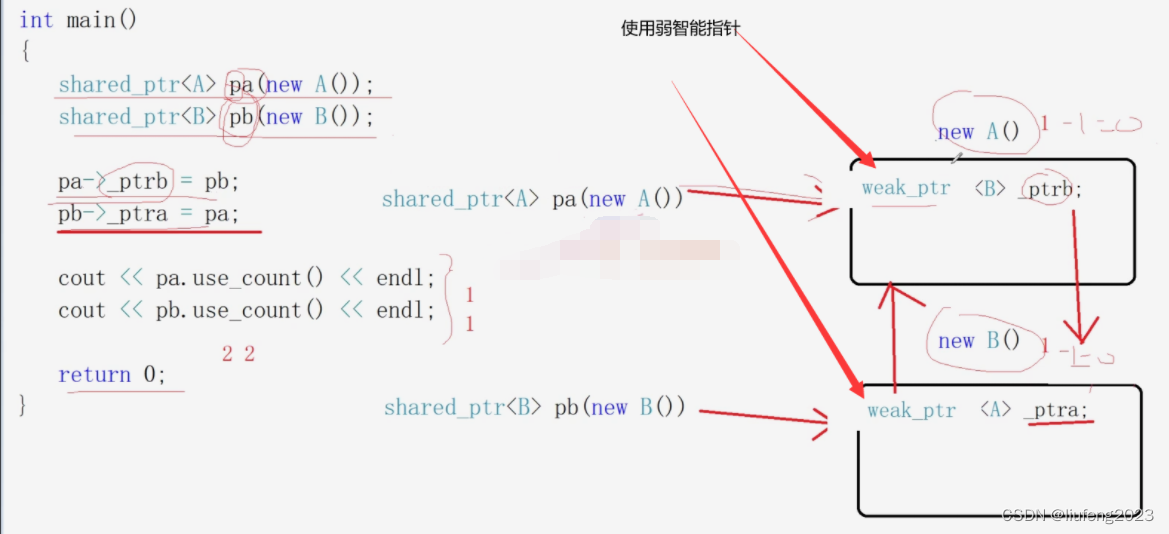 int main()
{
shared_ptr<A> pa(new A());
shared_ptr<B> pb(new B());
pa->_ptrb = pb;
pb->_ptra = pa;
cout << pa.use_count() << endl;
cout << pb.use_count() << endl;
1
1
2 2
return 0;
}
使用弱智能指针
shared_ptr<A> pa(new A())
new A() 1 -1=0
weak_ptr <B> _ptrb;
shared_ptr<B> pb(new B())
new B() 1 -1=0
weak_ptr <A> _ptra;
CSDN @liufeng2023